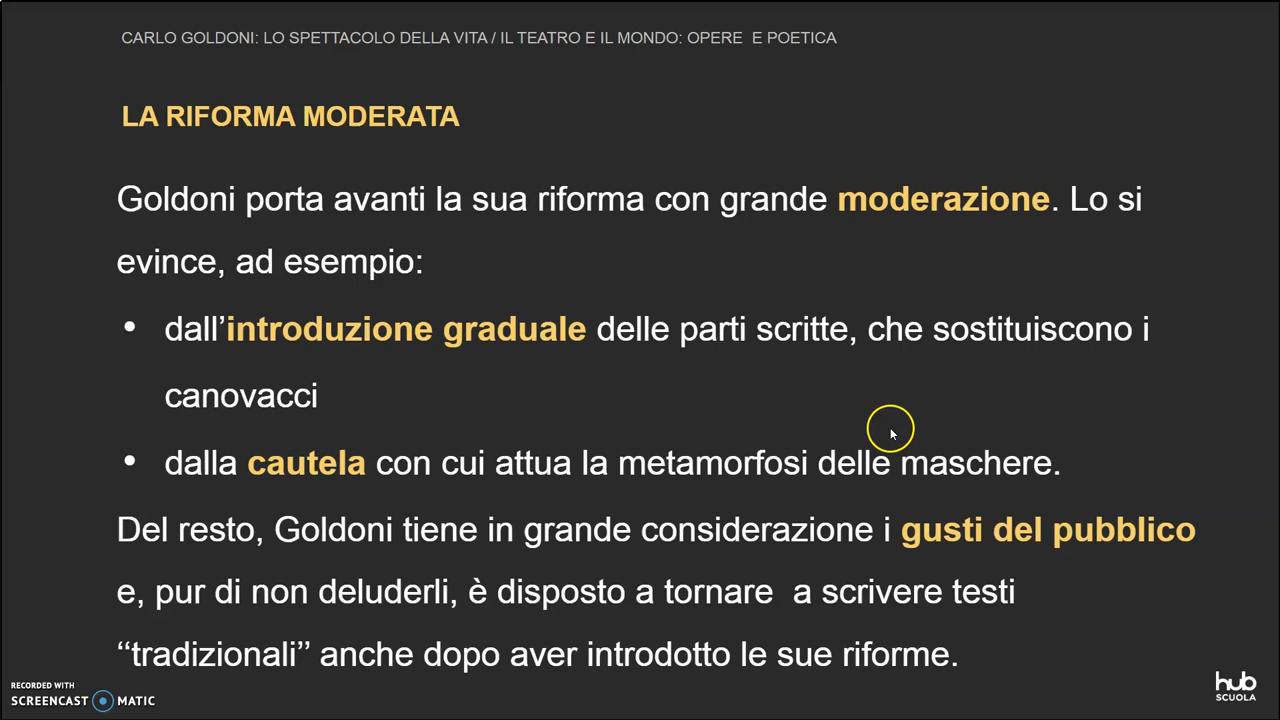 CARLO GOLDONI: LO SPETTACOLO DELLA VITA / IL TEATRO E IL MONDO: OPERE E POETICA
LA RIFORMA MODERATA
Goldoni porta avanti la sua riforma con grande moderazione. Lo si
evince, ad esempio:
• dall’introduzione graduale delle parti scritte, che sostituiscono i
canovacci
• dalla cautela con cui attua la metamorfosi delle maschere.
Del resto, Goldoni tiene in grande considerazione i gusti del pubblico
e, pur di non deluderli, è disposto a tornare a scrivere testi
‘‘tradizionali’’ anche dopo aver introdotto le sue riforme.
RECORDED WITH
SCREENCAST MATIC
hub
SCUOLA